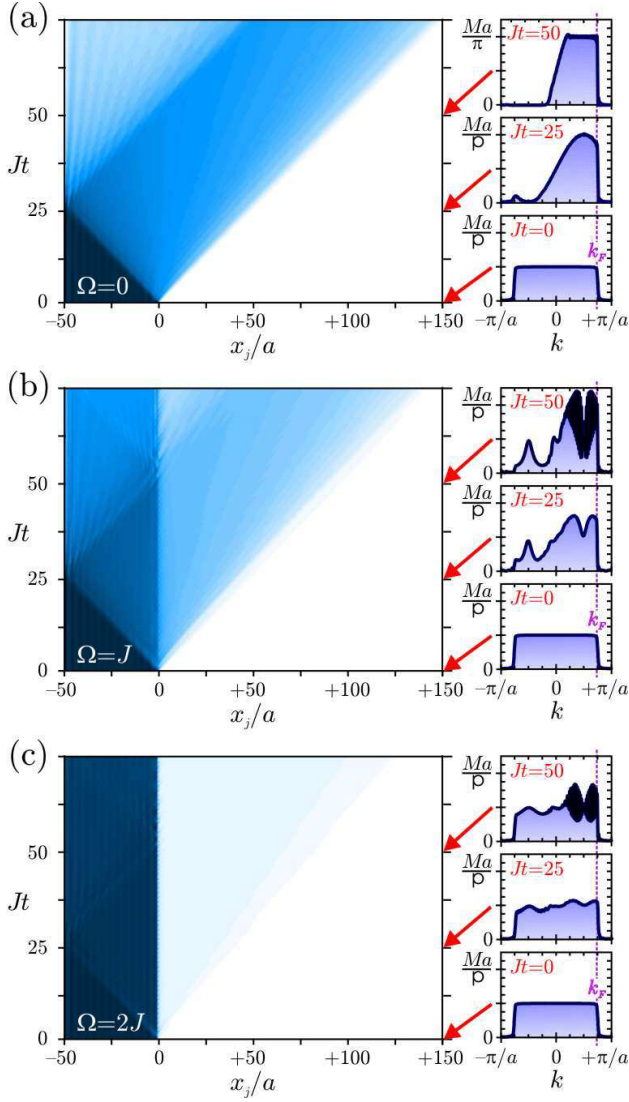 (a)
Ma/π
Jt=50
50
Jt
Ma/p
Jt=25
25
0
Ma/p
Jt=0
k_F
Ω=0
0
0
−50
0
+50
+100
+150
x_j/a
−π/a
0
+π/a
k
(b)
Ma/p
Jt=50
50
0
Jt
Ma/p
Jt=25
25
0
Ma/p
Jt=0
k_F
Ω=J
0
0
−50
0
+50
+100
+150
x_j/a
−π/a
0
+π/a
k
(c)
Ma/p
Jt=50
50
0
Jt
Ma/p
Jt=25
25
0
Ma/p
Jt=0
k_F
Ω=2J
0
0
−50
0
+50
+100
+150
x_j/a
−π/a
0
+π/a
k